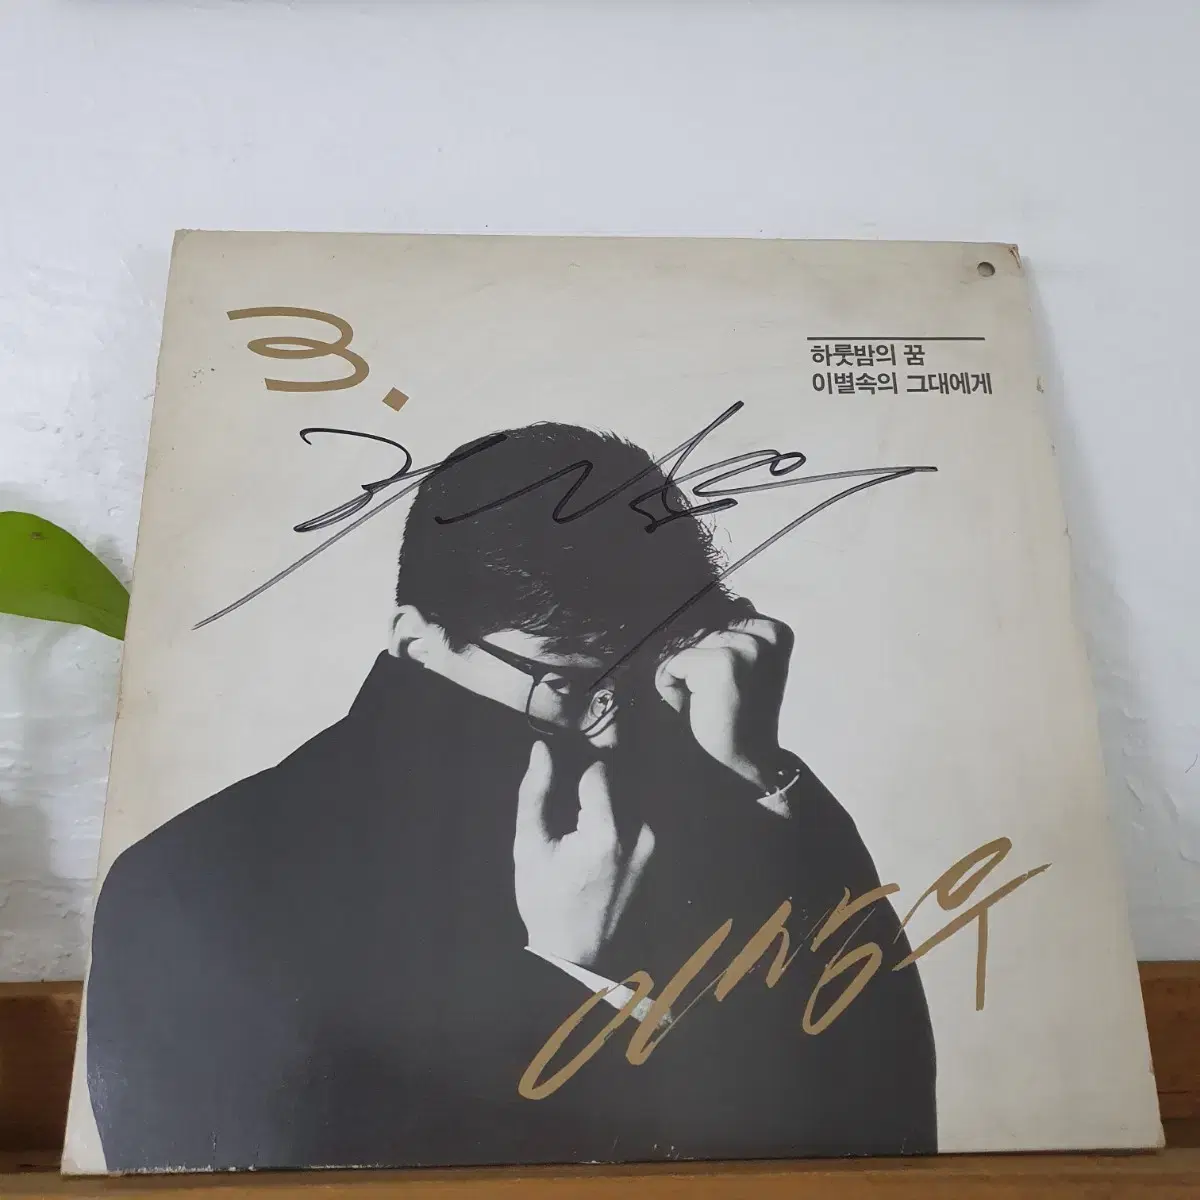 3.
하룻밤의 꿈
이별속의 그대에게
이상우